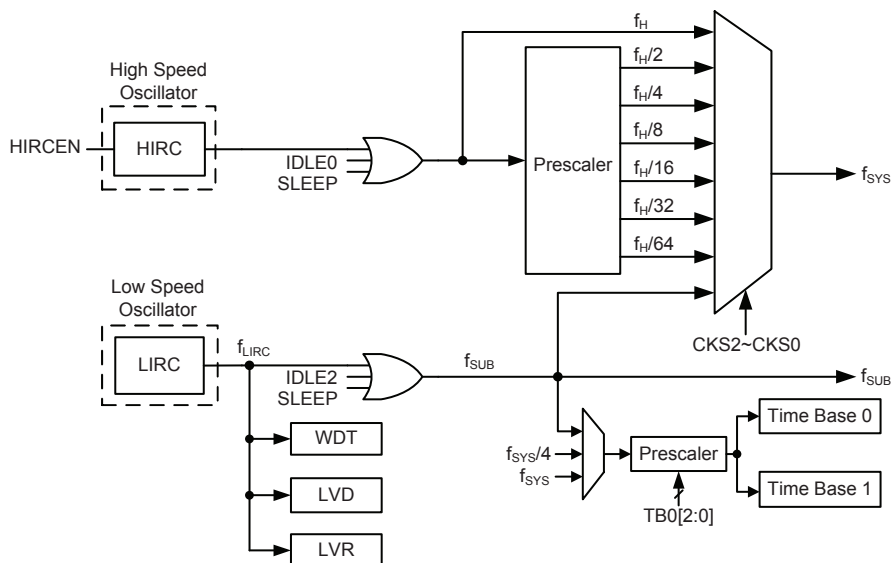 High Speed
Oscillator
HIRCEN
HIRC
IDLE0
SLEEP
Prescaler
fH
fH/2
fH/4
fH/8
fH/16
fH/32
fH/64
fSYS
CKS2~CKS0
Low Speed
Oscillator
LIRC
fLIRC
IDLE2
SLEEP
fSUB
fSUB
WDT
LVD
LVR
fSYS/4
fSYS
Prescaler
TB0[2:0]
Time Base 0
Time Base 1